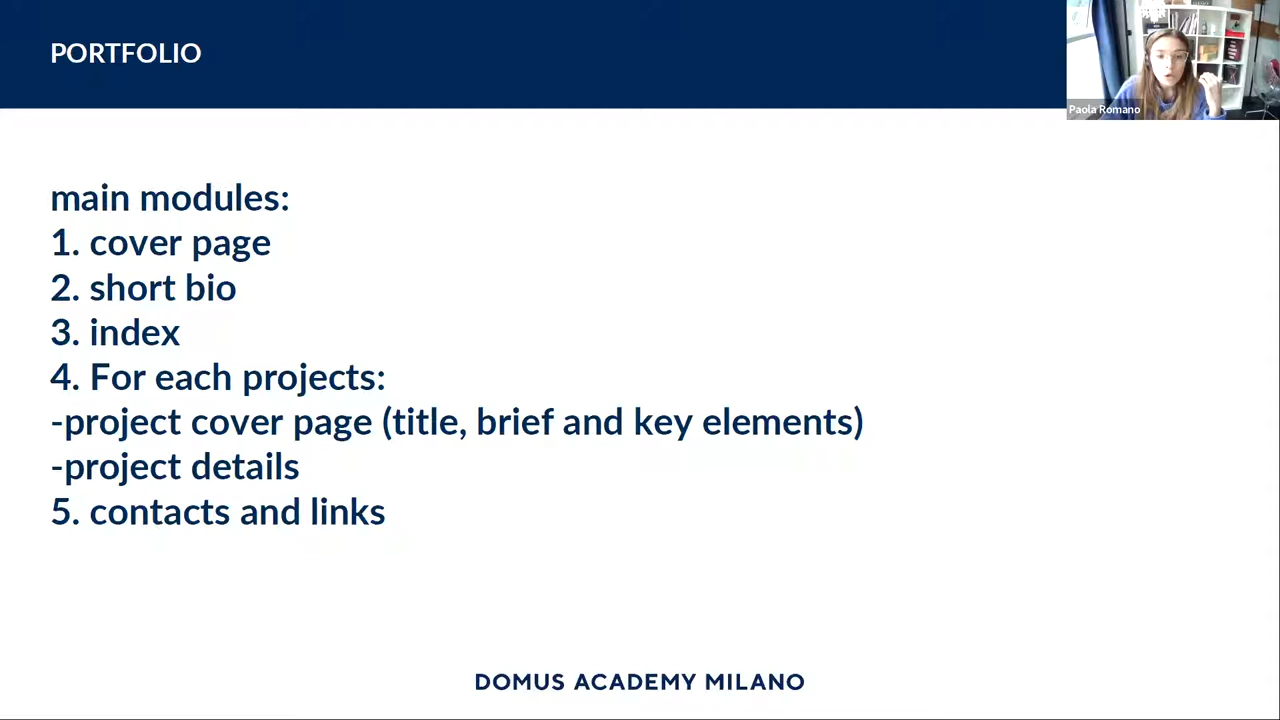 PORTFOLIO
Paola Romano
main modules:
1. cover page
2. short bio
3. index
4. For each projects:
-project cover page (title, brief and key elements)
-project details
5. contacts and links
DOMUS ACADEMY MILANO